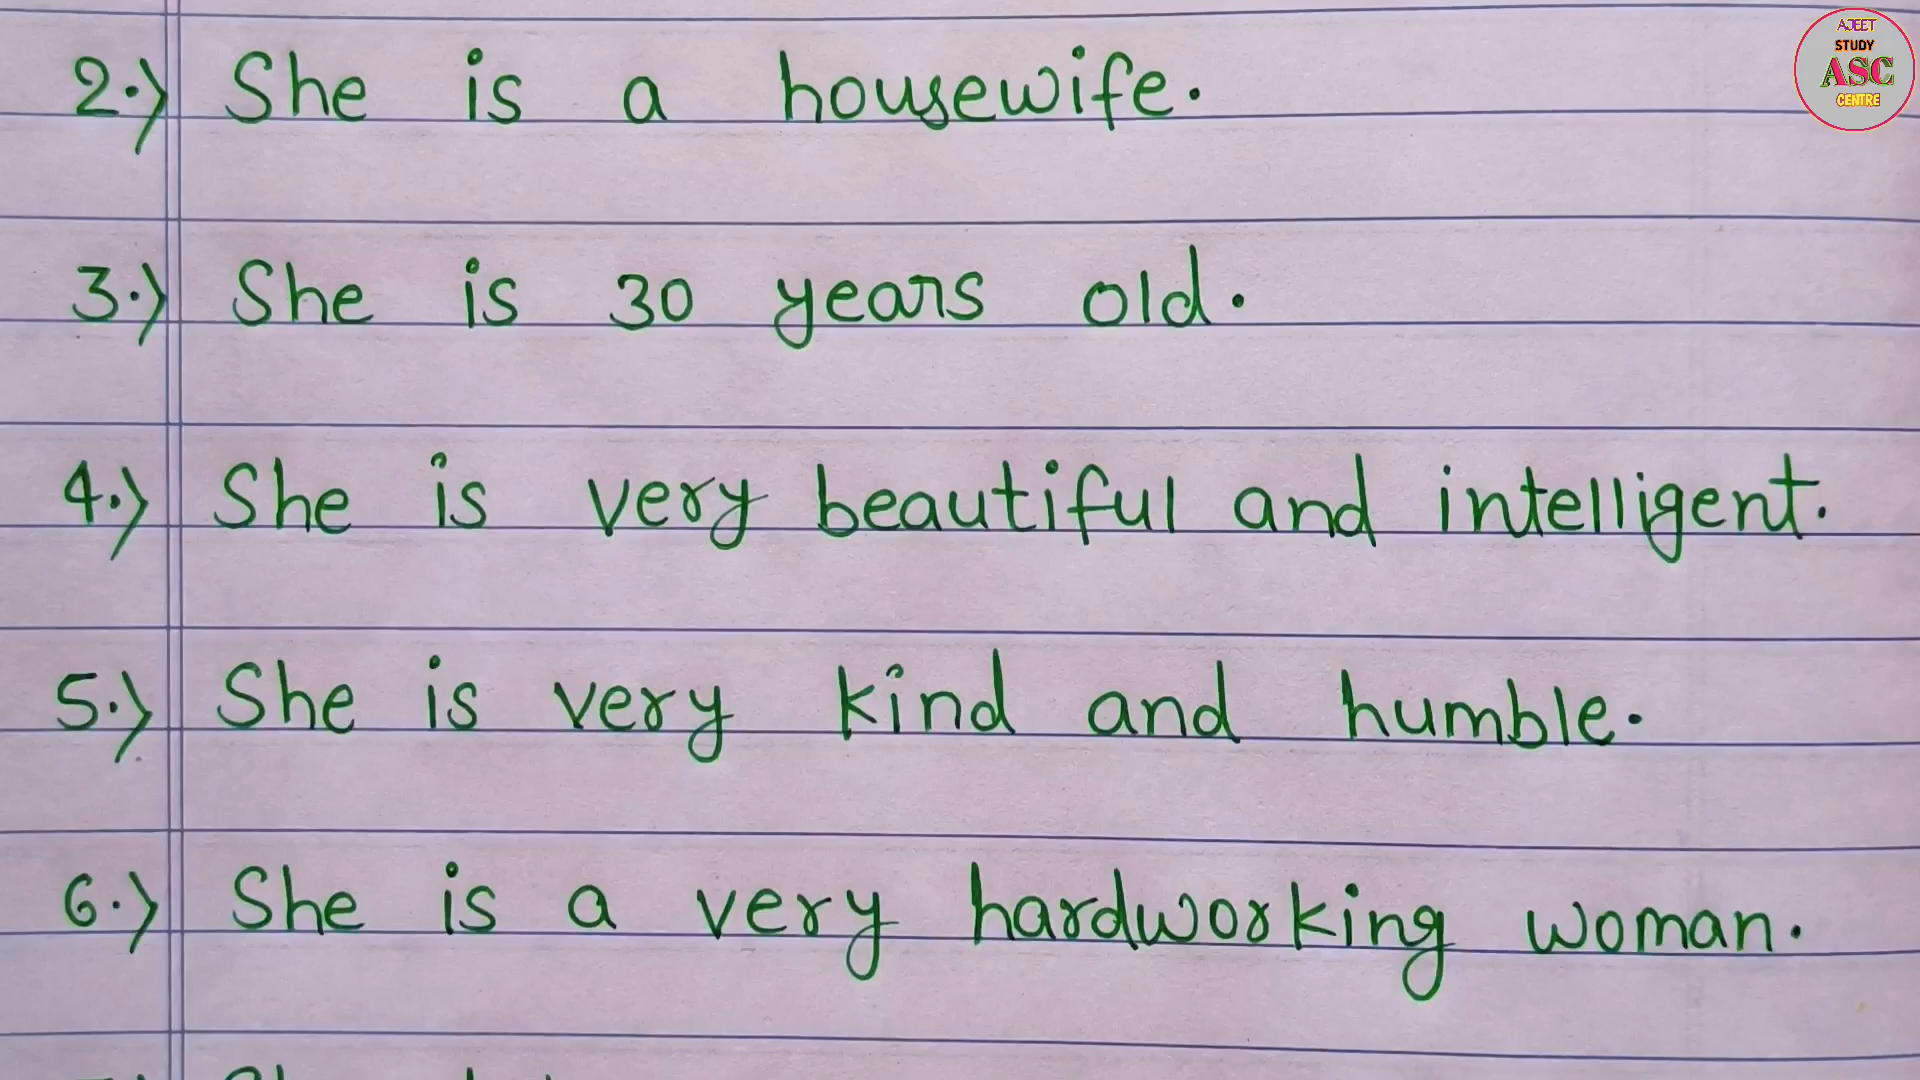 AJEET
STUDY
ASC
CENTRE
2.) She is a housewife.
3.) She is 30 years old.
4.) She is very beautiful and intelligent.
5.) She is very kind and humble.
6.) She is a very hardworking woman.